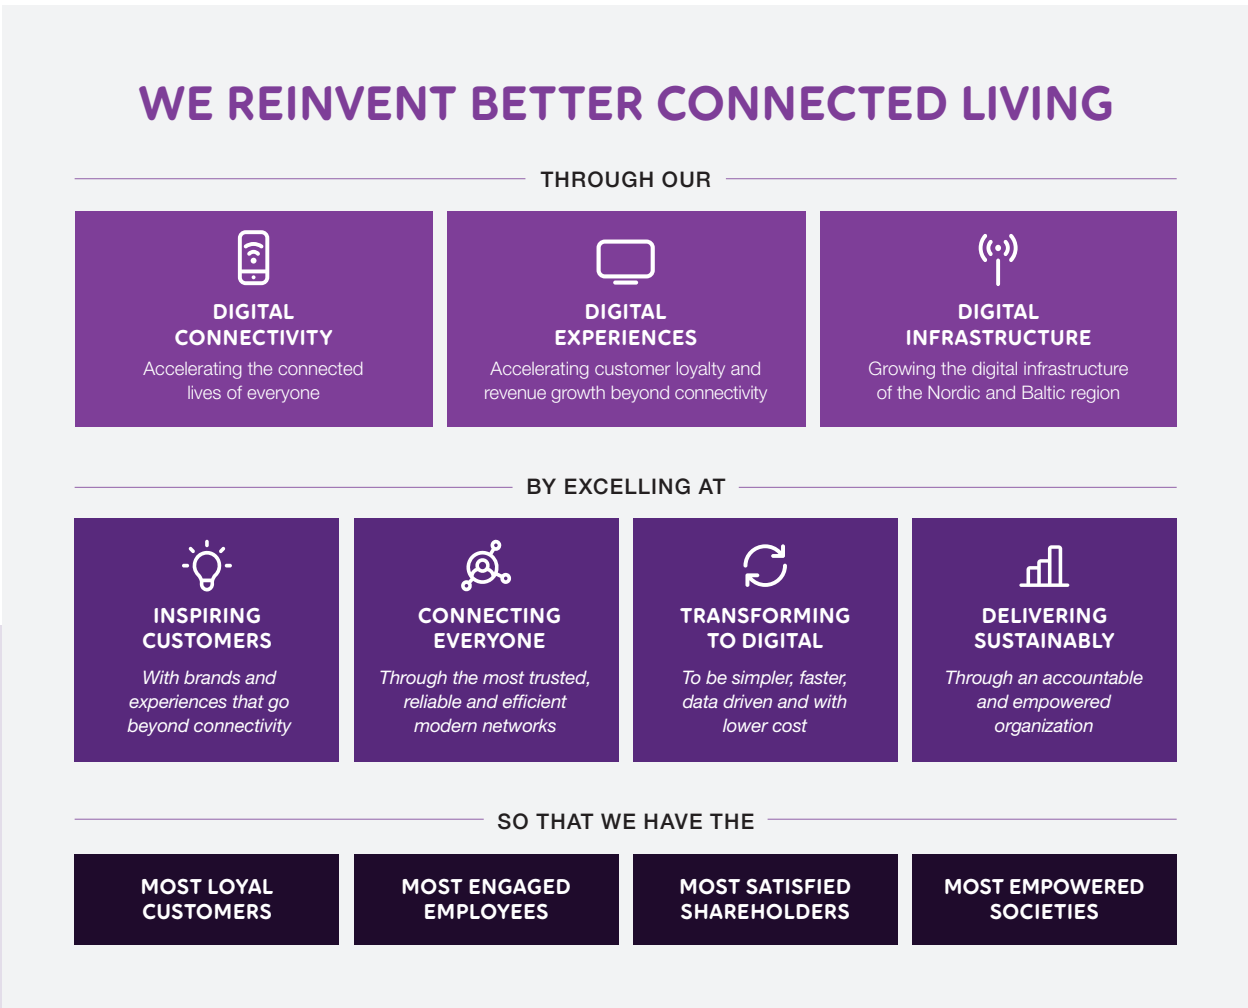 WE REINVENT BETTER CONNECTED LIVING
THROUGH OUR
DIGITAL
CONNECTIVITY
Accelerating the connected
lives of everyone
DIGITAL
EXPERIENCES
Accelerating customer loyalty and
revenue growth beyond connectivity
DIGITAL
INFRASTRUCTURE
Growing the digital infrastructure
of the Nordic and Baltic region
BY EXCELLING AT
INSPIRING
CUSTOMERS
With brands and
experiences that go
beyond connectivity
CONNECTING
EVERYONE
Through the most trusted,
reliable and efficient
modern networks
TRANSFORMING
TO DIGITAL
To be simpler, faster,
data driven and with
lower cost
DELIVERING
SUSTAINABLY
Through an accountable
and empowered
organization
SO THAT WE HAVE THE
MOST LOYAL
CUSTOMERS
MOST ENGAGED
EMPLOYEES
MOST SATISFIED
SHAREHOLDERS
MOST EMPOWERED
SOCIETIES